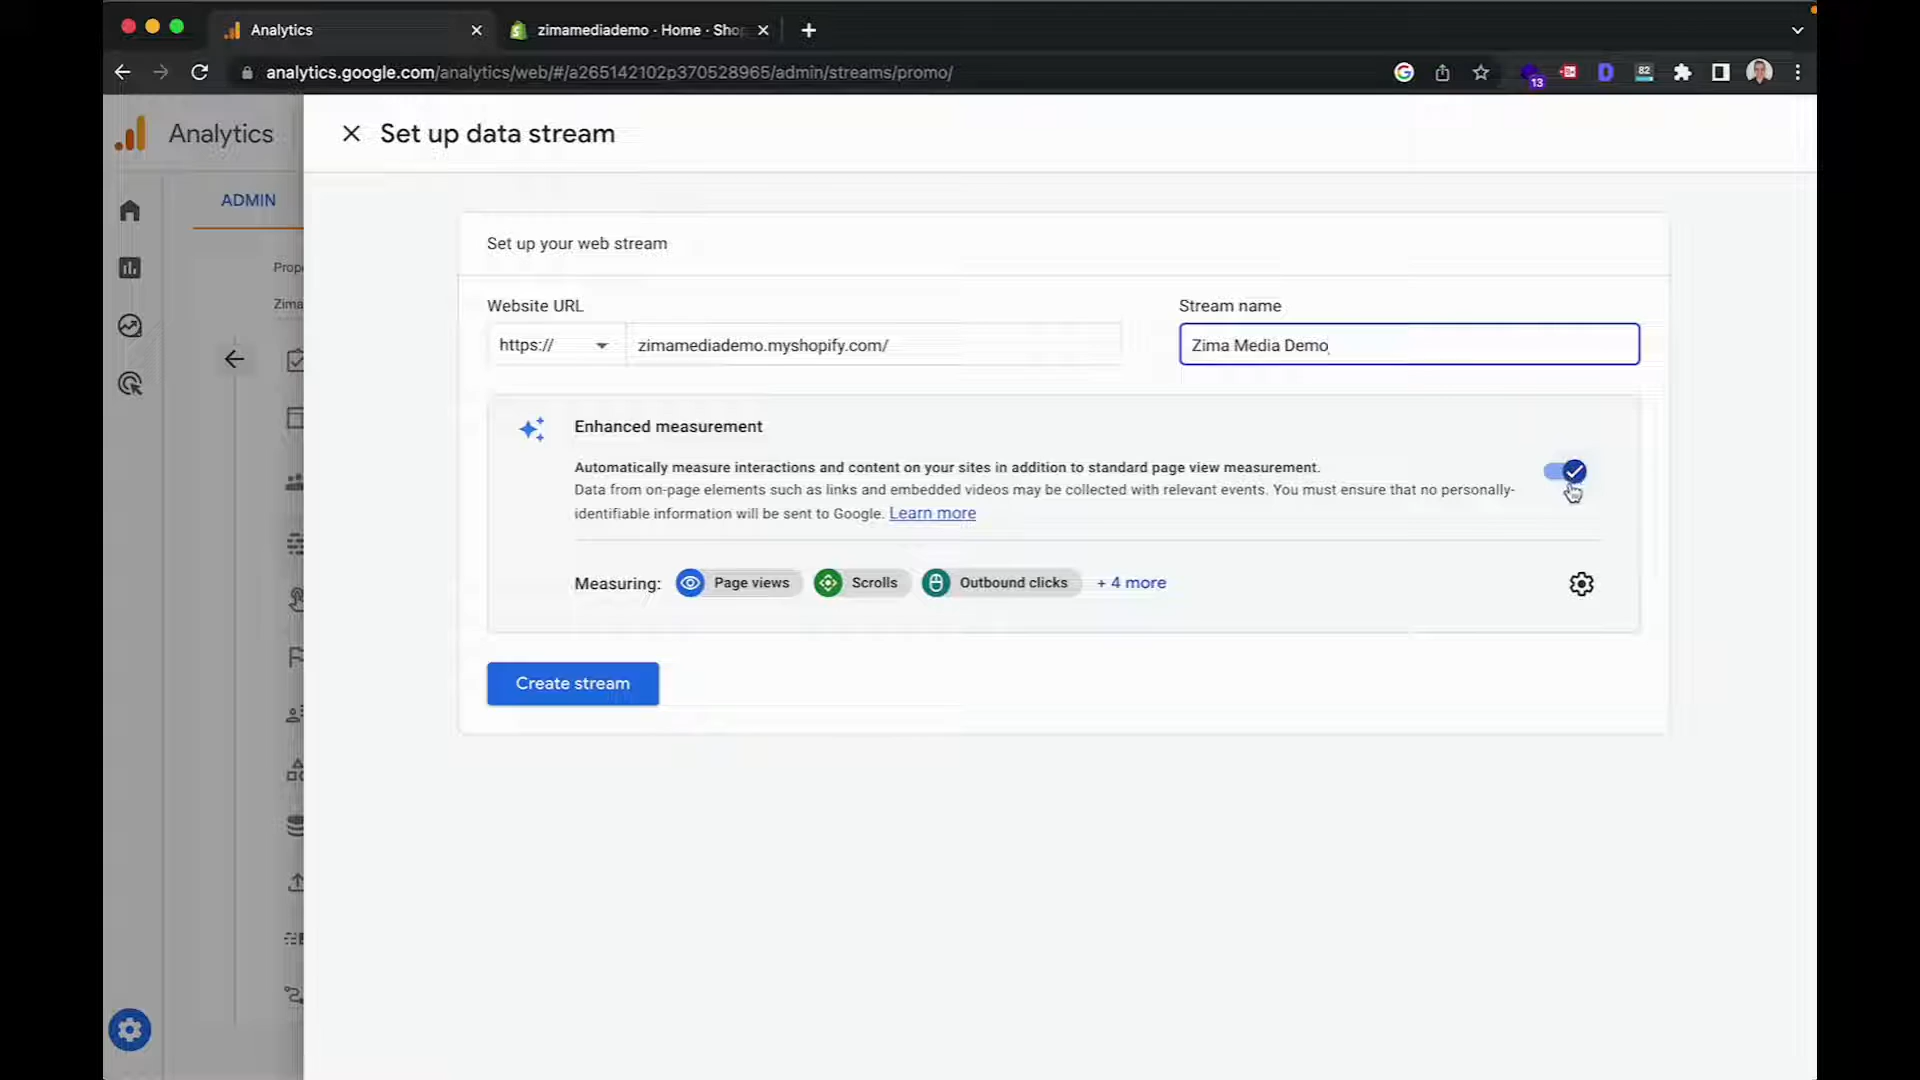 Analytics
zimamediademo · Home · Shop
analytics.google.com/analytics/web/#/a265142102p370528965/admin/streams/promo/
13
82
Analytics
Set up data stream
ADMIN
Set up your web stream
Prope
Zima
Website URL
Stream name
https://
zimamediademo.myshopify.com/
Zima Media Demo
Enhanced measurement
Automatically measure interactions and content on your sites in addition to standard page view measurement.
Data from on-page elements such as links and embedded videos may be collected with relevant events. You must ensure that no personally-
identifiable information will be sent to Google. Learn more
Measuring:
Page views
Scrolls
Outbound clicks
+ 4 more
Create stream